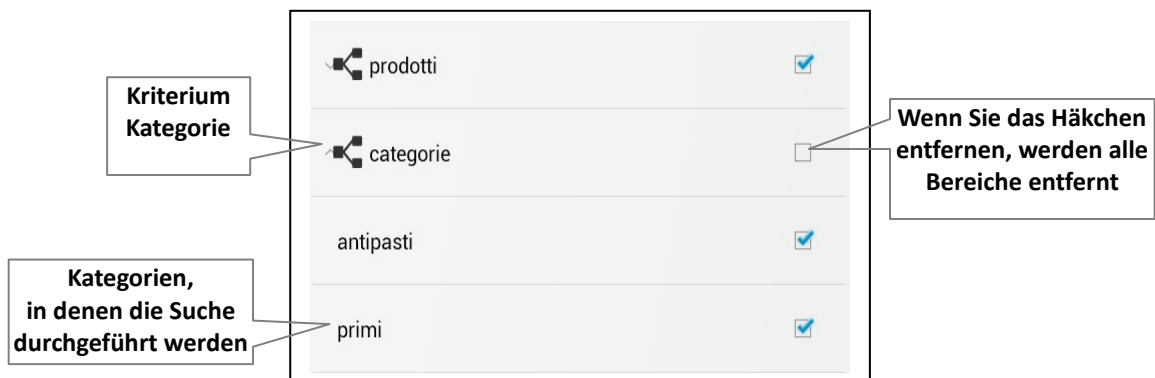 prodotti
Kriterium
Kategorie
categorie
Wenn Sie das Häkchen
entfernen, werden alle
Bereiche entfernt
antipasti
Kategorien,
in denen die Suche
durchgeführt werden
primi